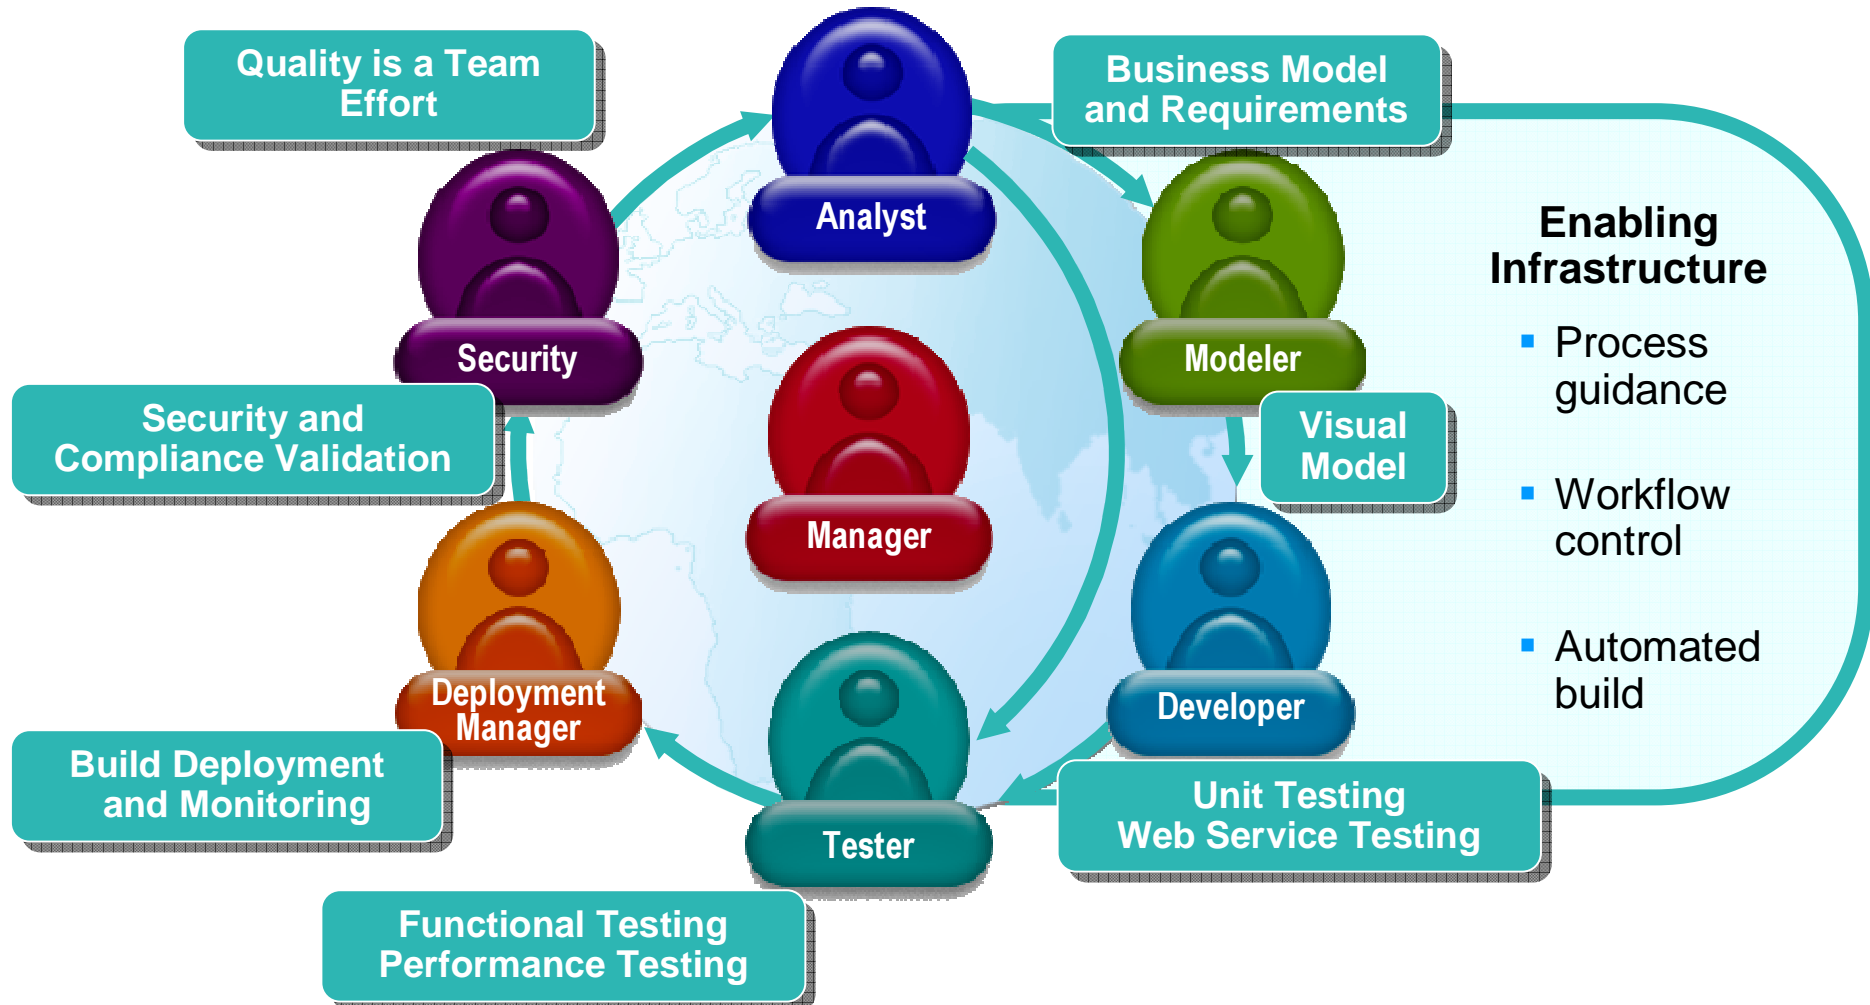 Quality is a Team
Effort
Analyst
Business Model
and Requirements
Security
Modeler
Enabling
Infrastructure
Process
guidance
Workflow
control
Automated
build
Security and
Compliance Validation
Manager
Visual
Model
Deployment
Manager
Developer
Build Deployment
and Monitoring
Tester
Unit Testing
Web Service Testing
Functional Testing
Performance Testing